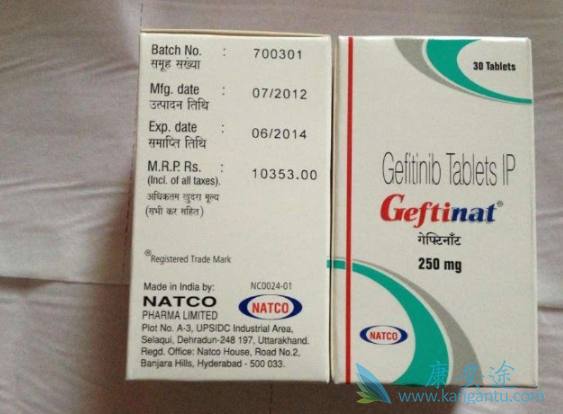 Batch No. : 700301
समूह संख्या
Mfg. date : 07/2012
उत्पादन तिथि
Exp. date : 06/2014
समाप्ति तिथि
M.R.P. Rs. : 10353.00
(Incl. of all taxes).
अधिकतम खुदरा मूल्य
(सभी कर सहित)
®Registered Trade Mark
Made in India by: NC0024-01
NATCO
PHARMA LIMITED
NATCO
Plot No. A-3, UPSIDC Industrial Area,
Selaqui, Dehradun-248 197, Uttarakhand.
Regd. Office: Natco House, Road No.2,
Banjara Hills, Hyderabad - 500 033.
30 Tablets
Gefitinib Tablets IP
Geftinat®
गेफ्टिनॉट
250 mg
NATCO
康安途
www.kangantu.com